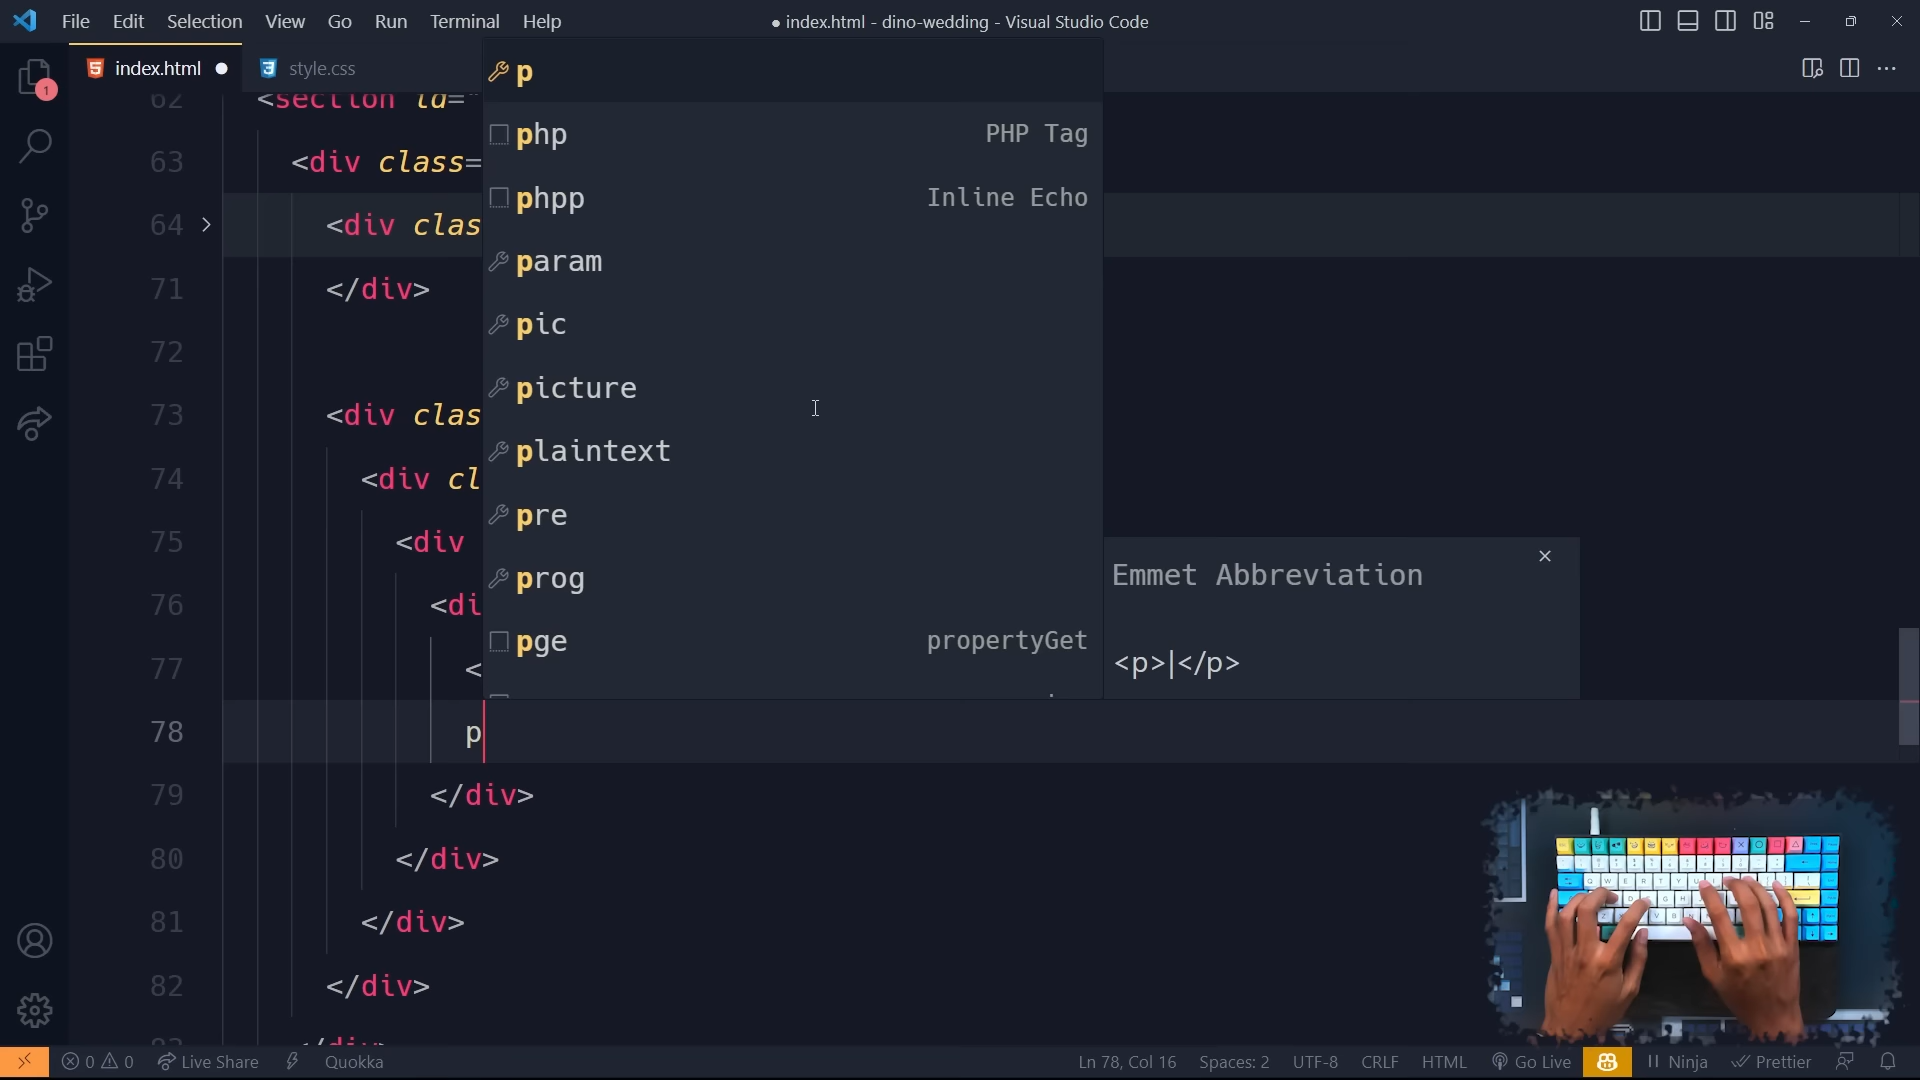 File Edit Selection View Go Run Terminal Help
● index.html - dino-wedding - Visual Studio Code
index.html ●
style.css
1
62 <section id="
63 <div class=
64 <div clas
71 </div>
72
73 <div clas
74 <div cl
75 <div
76 <di
77 <
78 p
79 </div>
80 </div>
81 </div>
82 </div>
p
php PHP Tag
phpp Inline Echo
param
pic
picture
plaintext
pre
prog
pge propertyGet
Emmet Abbreviation
<p>|</p>
0 0 Live Share Quokka
Ln 78, Col 16 Spaces: 2 UTF-8 CRLF HTML Go Live Ninja Prettier